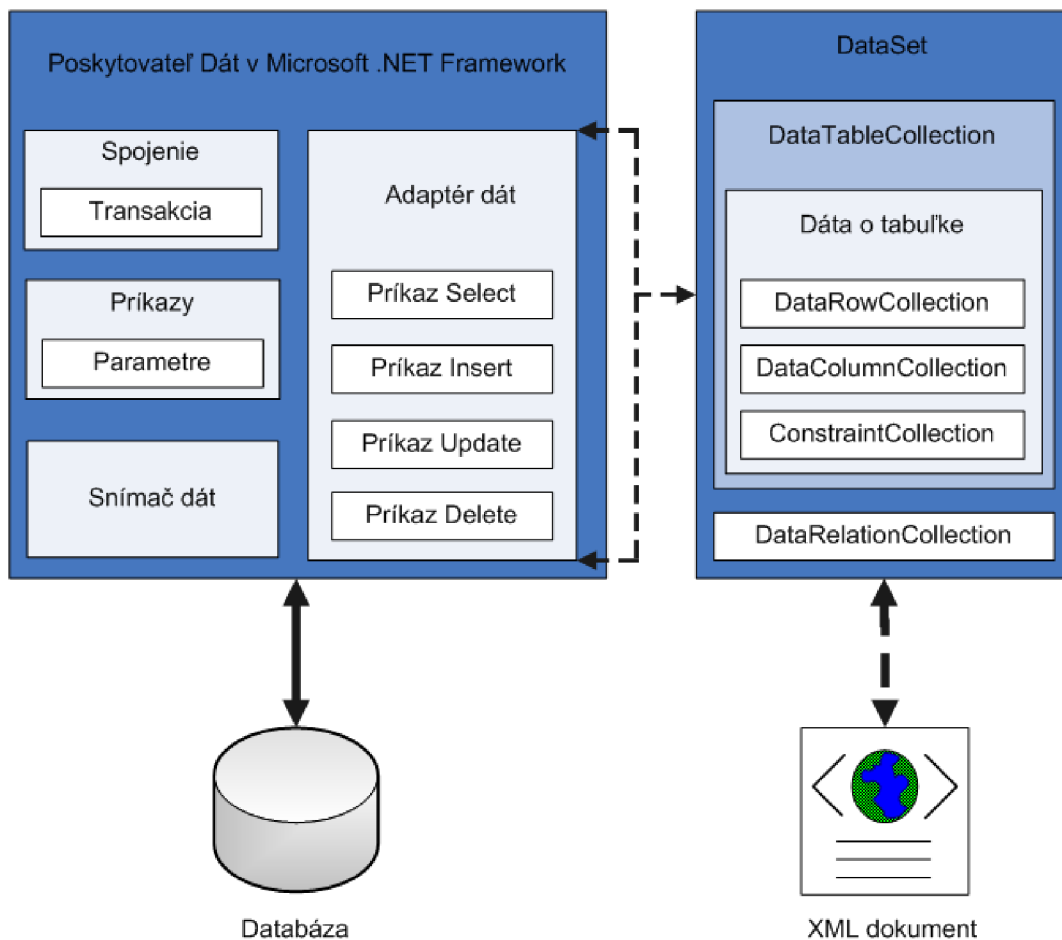 Poskytovateľ Dát v Microsoft .NET Framework
Spojenie
Transakcia
Príkazy
Parametre
Snímač dát
Adaptér dát
Príkaz Select
Príkaz Insert
Príkaz Update
Príkaz Delete
DataSet
DataTableCollection
Dáta o tabuľke
DataRowCollection
DataColumnCollection
ConstraintCollection
DataRelationCollection
Databáza
XML dokument